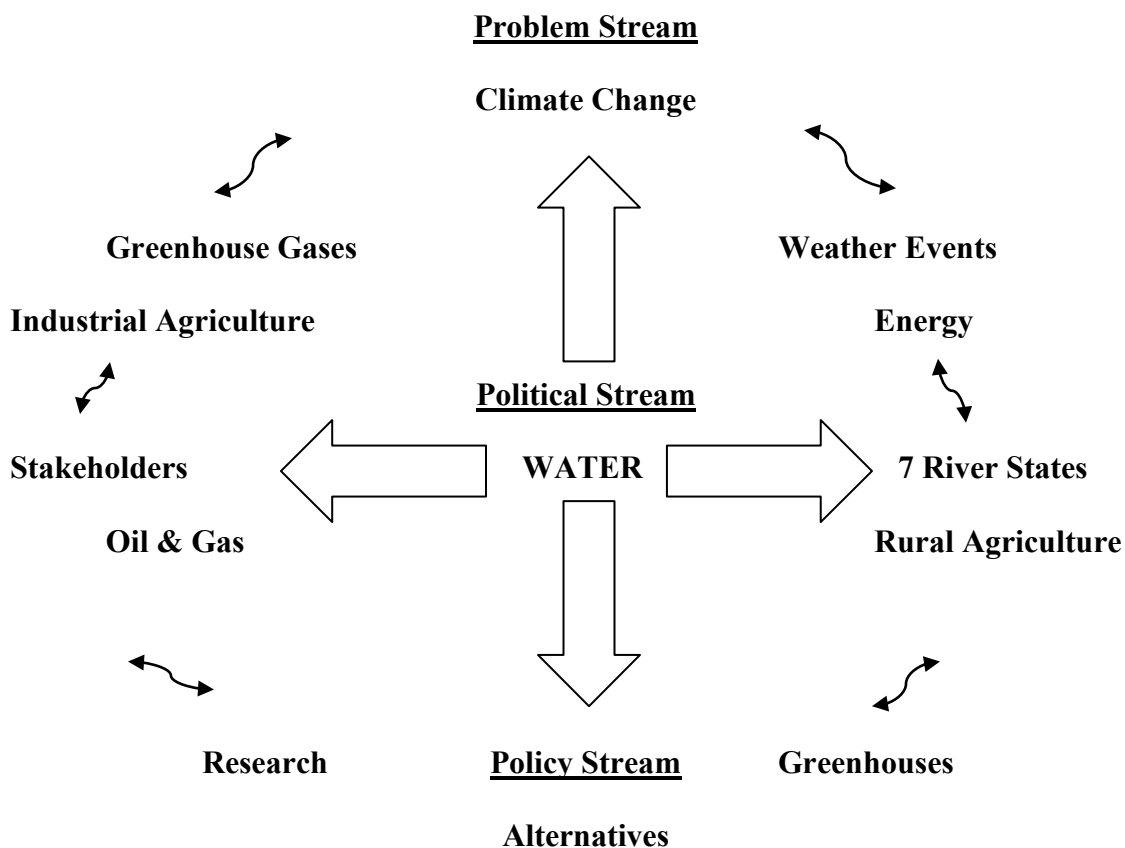 Problem Stream
Climate Change
Greenhouse Gases
Weather Events
Industrial Agriculture
Energy
Political Stream
Stakeholders
WATER
7 River States
Oil & Gas
Rural Agriculture
Research
Policy Stream
Greenhouses
Alternatives